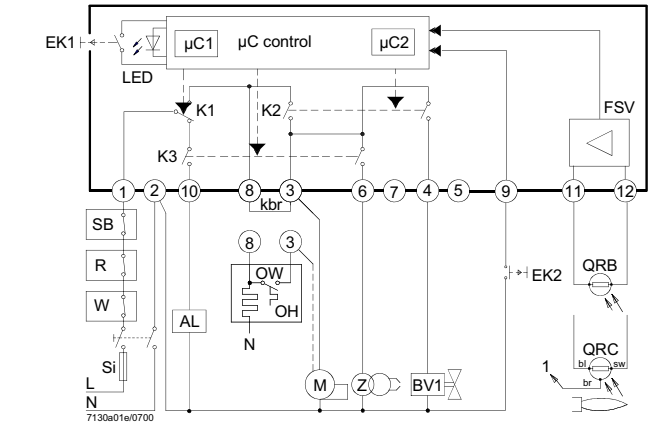 EK1
LED
µC1
µC control
µC2
K1
K2
K3
FSV
1
2
10
8
3
6
7
4
5
9
11
12
kbr
SB
R
W
Si
L
N
7130a01e/0700
AL
8
3
OW
OH
N
M
Z
BV1
EK2
QRB
QRC
1
bl
sw
br